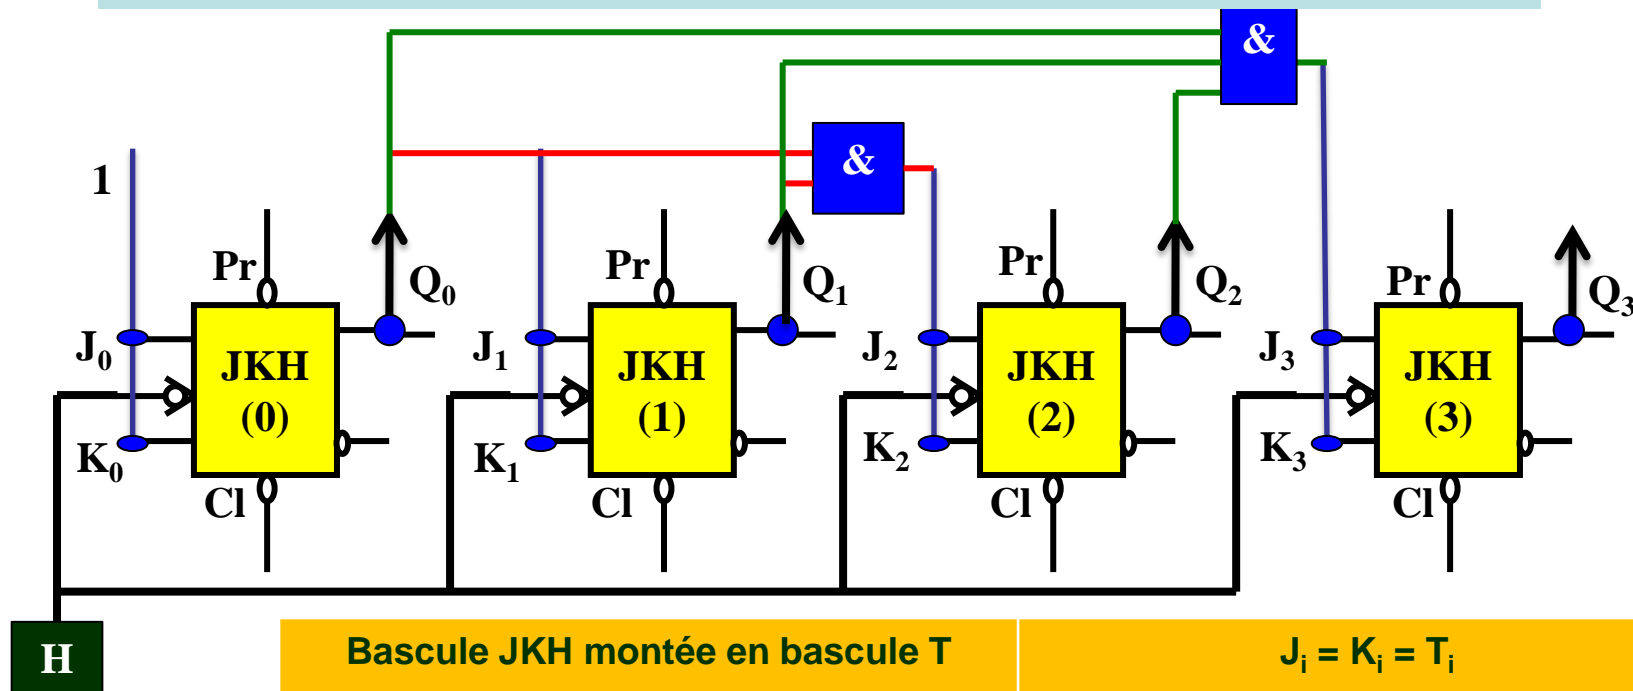 &
&
1
Pr
Q₀
Pr
Q₁
Pr
Q₂
Pr
Q₃
J₀
JKH
(0)
K₀
Cl
J₁
JKH
(1)
K₁
Cl
J₂
JKH
(2)
K₂
Cl
J₃
JKH
(3)
K₃
Cl
H
Bascule JKH montée en bascule T
Jᵢ = Kᵢ = Tᵢ